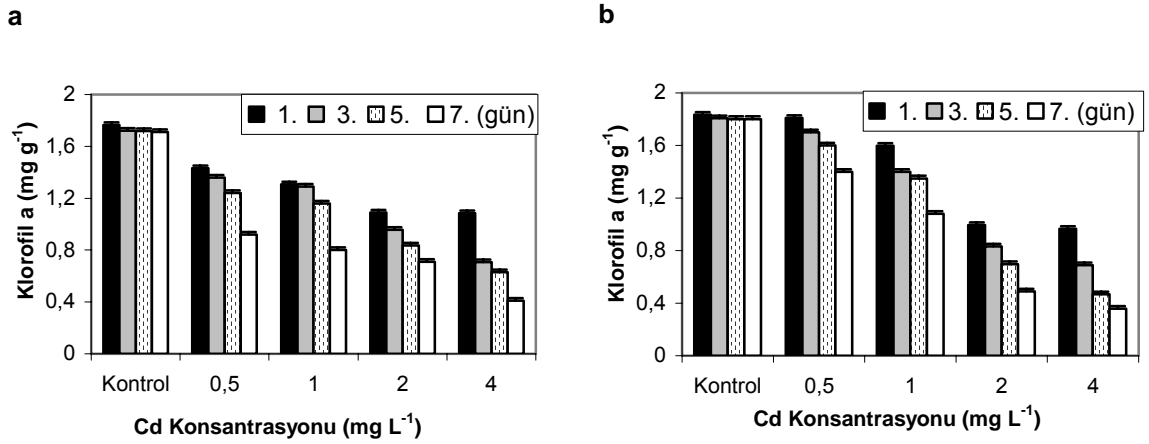 a
2
1,6
1,2
0,8
0,4
0
Klorofil a (mg g⁻¹)
1. 3. 5. 7. (gün)
Kontrol 0,5 1 2 4
Cd Konsantrasyonu (mg L⁻¹)
b
2
1,6
1,2
0,8
0,4
0
Klorofil a (mg g⁻¹)
1. 3. 5. 7. (gün)
Kontrol 0,5 1 2 4
Cd Konsantrasyonu (mg L⁻¹)